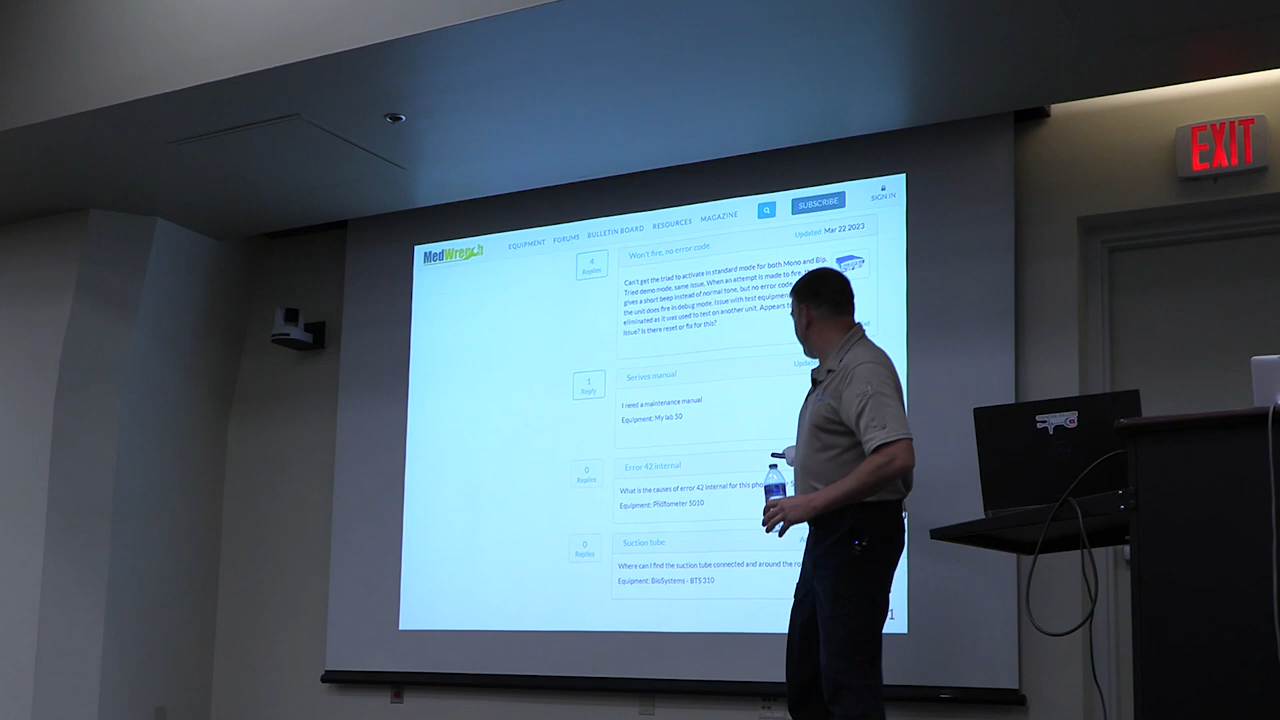 EXIT
MedWrench
EQUIPMENT FORUMS BULLETIN BOARD RESOURCES MAGAZINE SUBSCRIBE SIGN IN
4
Replies
Won't fire, no error code
Updated Mar 22 2023
Can't get the triad to activate in standard mode for both Mono and Bip.
Tried demo mode, same issue. When an attempt is made to fire,
gives a short beep instead of normal tone, but no error code
the unit does fire in debug mode. Issue with test equipment
eliminated as it was used to test on another unit. Appears to
issue? Is there reset or fix for this?
1
Reply
Serives manual
I need a maintenance manual
Equipment: My lab 50
0
Replies
Error 42 internal
What is the causes of error 42 internal for this
Equipment: Photometer 5010
0
Replies
Suction tube
Where can I find the suction tube connected and around the
Equipment: BioSystems - BTS 310
1